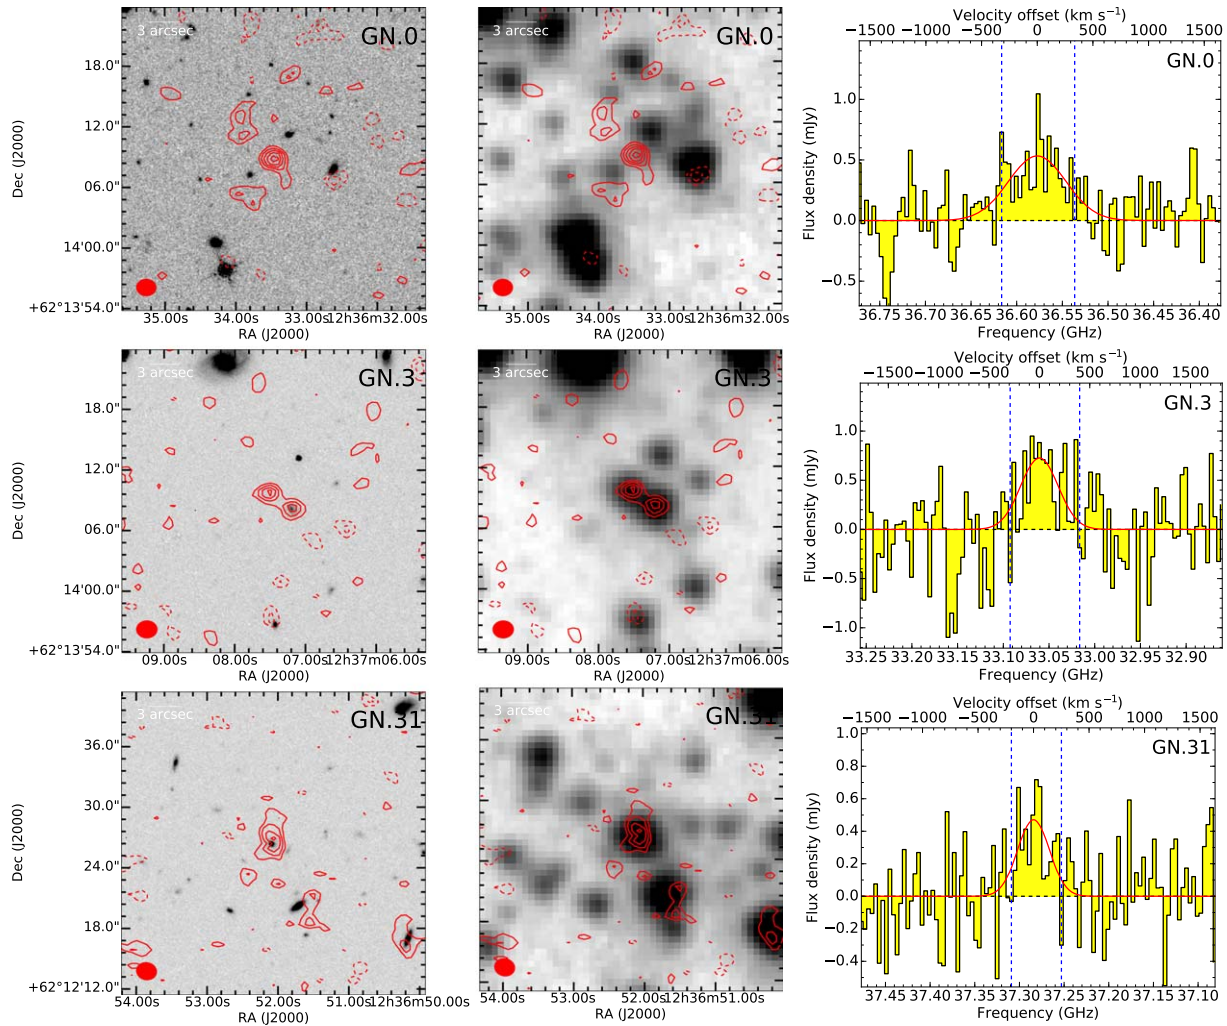 3 arcsec GN.0
18.0"
12.0"
06.0"
14'00.0"
+62°13'54.0"
Dec (J2000)
35.00s 34.00s 33.00s 12h36m32.00s
RA (J2000)
3 arcsec GN.0
35.00s 34.00s 33.00s 12h36m32.00s
RA (J2000)
Velocity offset (km s⁻¹)
−1500 −1000 −500 0 500 1000 1500
GN.0
1.0
0.5
0.0
−0.5
Flux density (mJy)
36.75 36.70 36.65 36.60 36.55 36.50 36.45 36.40
Frequency (GHz)
3 arcsec GN.3
18.0"
12.0"
06.0"
14'00.0"
+62°13'54.0"
Dec (J2000)
09.00s 08.00s 07.00s 12h37m06.00s
RA (J2000)
3 arcsec GN.3
09.00s 08.00s 07.00s 12h37m06.00s
RA (J2000)
Velocity offset (km s⁻¹)
−1500 −1000 −500 0 500 1000 1500
GN.3
1.0
0.5
0.0
−0.5
−1.0
Flux density (mJy)
33.25 33.20 33.15 33.10 33.05 33.00 32.95 32.90
Frequency (GHz)
3 arcsec GN.31
36.0"
30.0"
24.0"
18.0"
+62°12'12.0"
Dec (J2000)
54.00s 53.00s 52.00s 51.00s 12h36m50.00s
RA (J2000)
3 arcsec GN.31
54.00s 53.00s 52.00s 12h36m51.00s
RA (J2000)
Velocity offset (km s⁻¹)
−1500 −1000 −500 0 500 1000 1500
GN.31
1.0
0.8
0.6
0.4
0.2
0.0
−0.2
−0.4
Flux density (mJy)
37.45 37.40 37.35 37.30 37.25 37.20 37.15 37.10
Frequency (GHz)